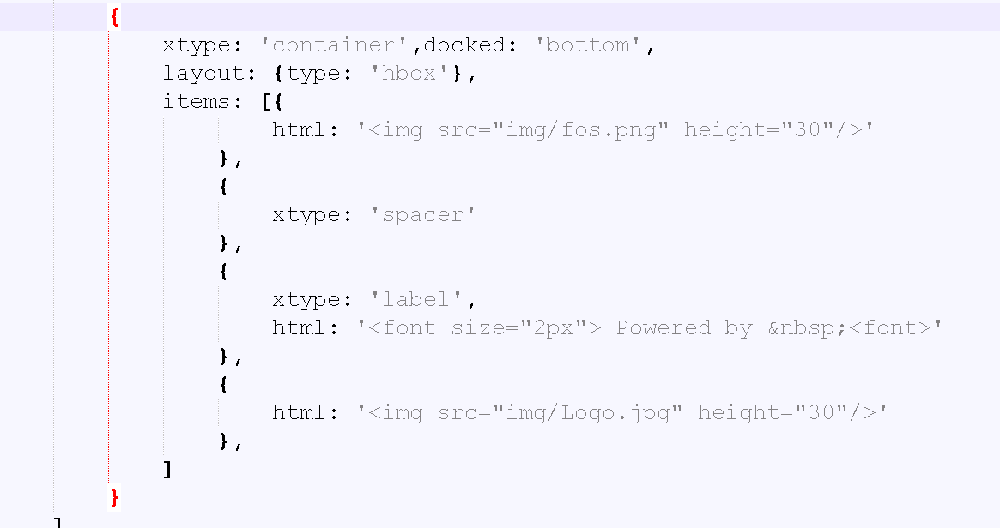 {
xtype: 'container',docked: 'bottom',
layout: {type: 'hbox'},
items: [{
html: '<img src="img/fos.png" height="30"/>'
},
{
xtype: 'spacer'
},
{
xtype: 'label',
html: '<font size="2px"> Powered by &nbsp;<font>'
},
{
html: '<img src="img/Logo.jpg" height="30"/>'
},
]
}
]